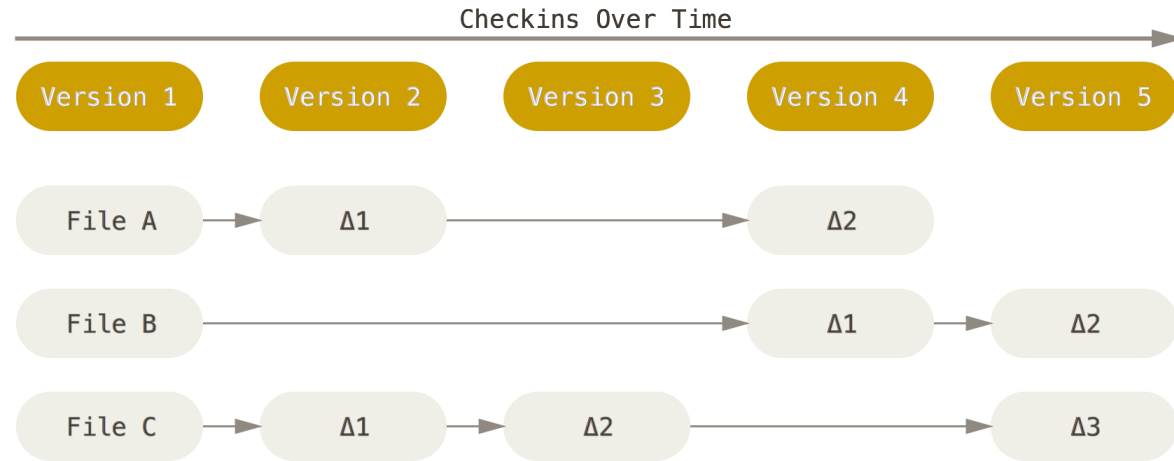 Checkins Over Time
Version 1 Version 2 Version 3 Version 4 Version 5
File A Δ1 Δ2
File B Δ1 Δ2
File C Δ1 Δ2 Δ3